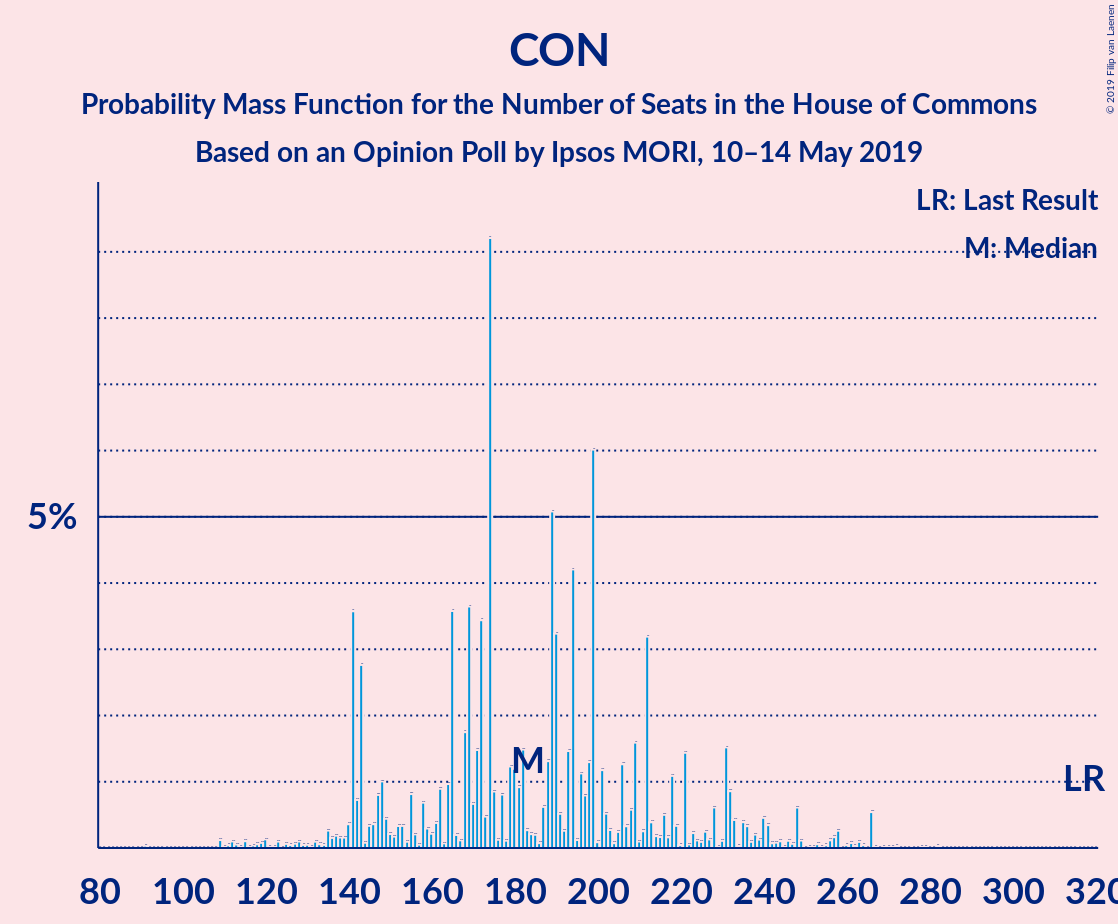 CON
Probability Mass Function for the Number of Seats in the House of Commons
Based on an Opinion Poll by Ipsos MORI, 10–14 May 2019
© 2019 Filip van Laenen
LR: Last Result
M: Median
5%
M
LR
80 100 120 140 160 180 200 220 240 260 280 300 320